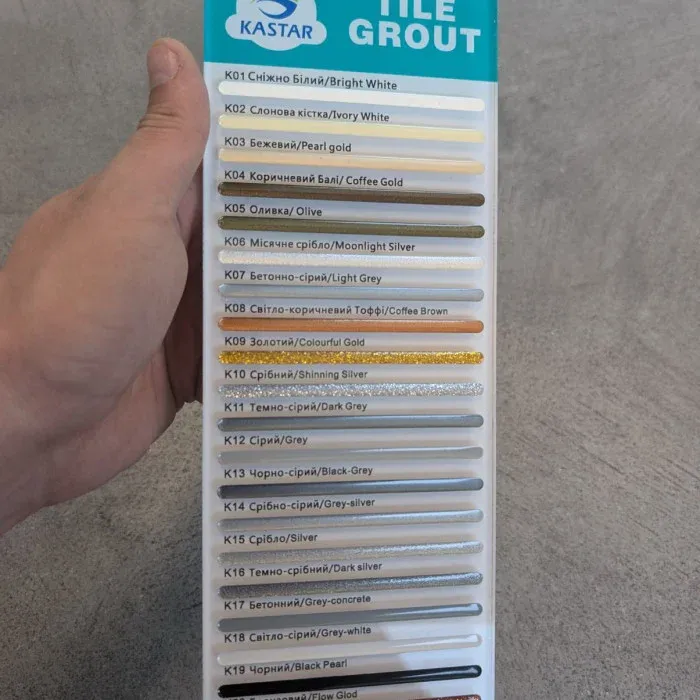 KASTAR
TILE
GROUT
K01 Сніжно Білий/Bright White
K02 Слонова кістка/Ivory White
K03 Бежевий/Pearl gold
K04 Коричневий Балі/ Coffee Gold
K05 Оливка/ Olive
K06 Місячне срібло/Moonlight Silver
K07 Бетонно-сірий/Light Grey
K08 Світло-коричневий Тоффі/Coffee Brown
K09 Золотий/Colourful Gold
K10 Срібний/Shinning Silver
K11 Темно-сірий/Dark Grey
K12 Сірий/Grey
K13 Чорно-сірий/Black-Grey
K14 Срібно-сірий/Grey-silver
K15 Срібло/Silver
K16 Темно-срібний/Dark silver
K17 Бетонний/Grey-concrete
K18 Світло-сірий/Grey-white
K19 Чорний/Black Pearl
/Flow Glod